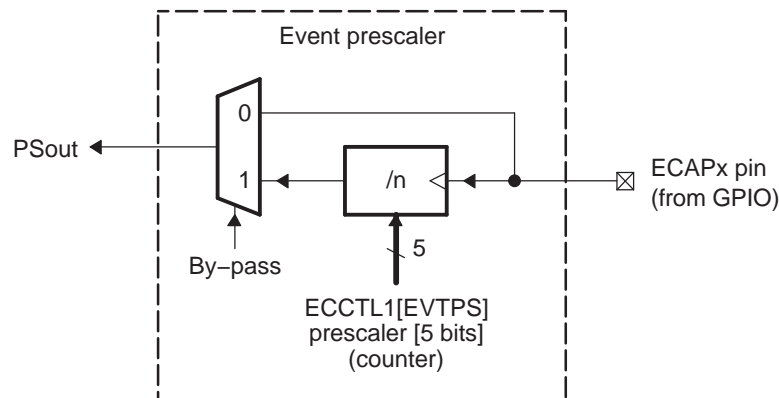 Event prescaler
0
PSout
1
/n
ECAPx pin
(from GPIO)
By−pass
5
ECCTL1[EVTPS]
prescaler [5 bits]
(counter)